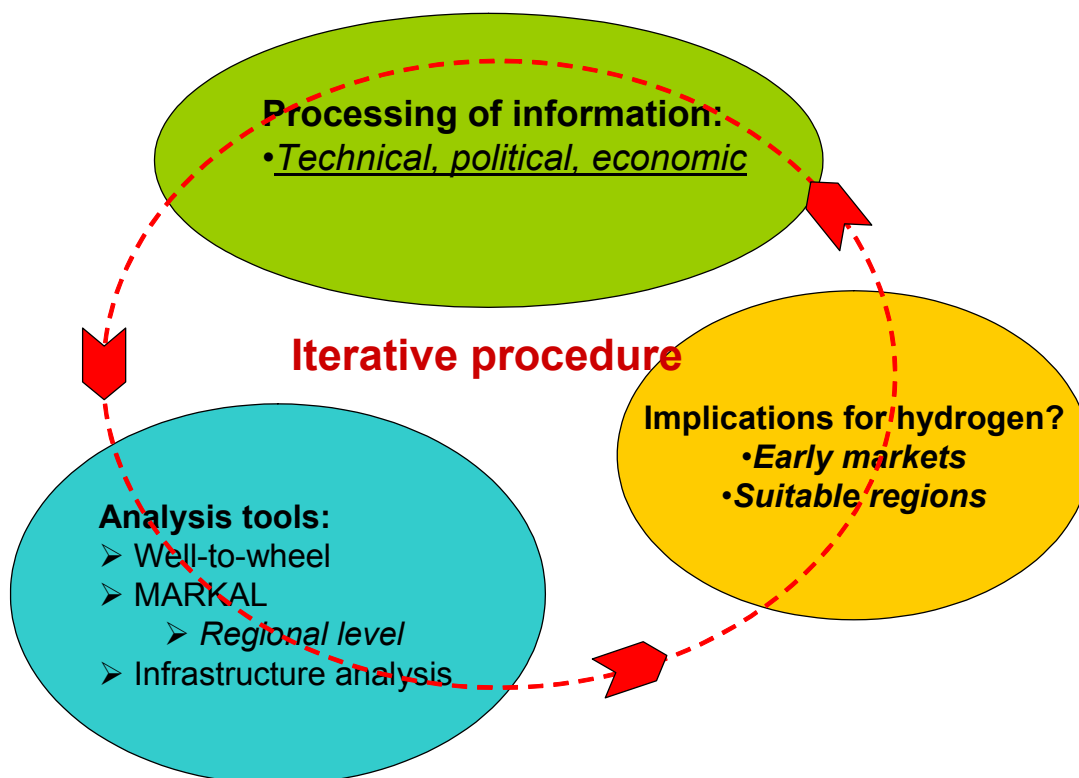 Processing of information:
•Technical, political, economic
Iterative procedure
Implications for hydrogen?
•Early markets
•Suitable regions
Analysis tools:
➢ Well-to-wheel
➢ MARKAL
➢ Regional level
➢ Infrastructure analysis